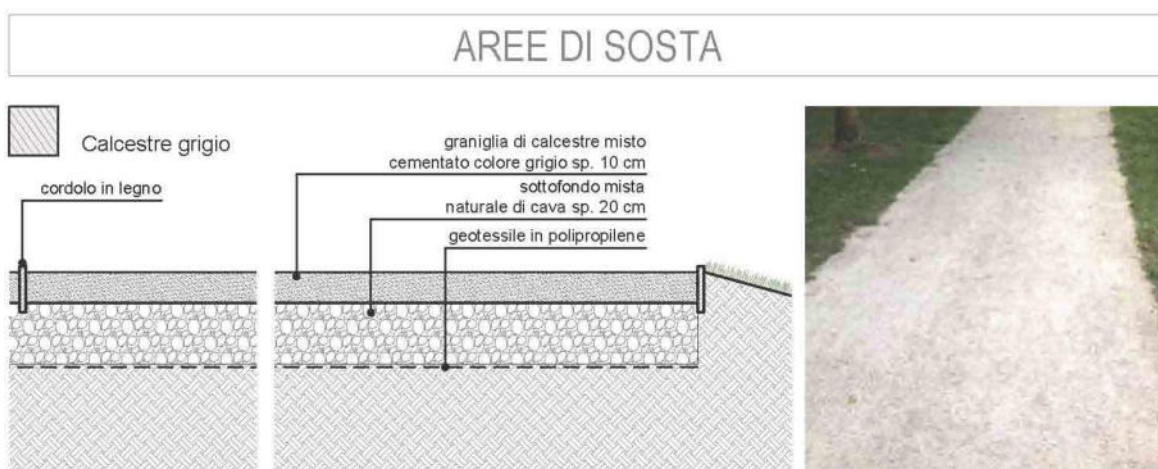 AREE DI SOSTA
Calcestre grigio
cordolo in legno
graniglia di calcestre misto
cementato colore grigio sp. 10 cm
sottofondo mista
naturale di cava sp. 20 cm
geotessile in polipropilene